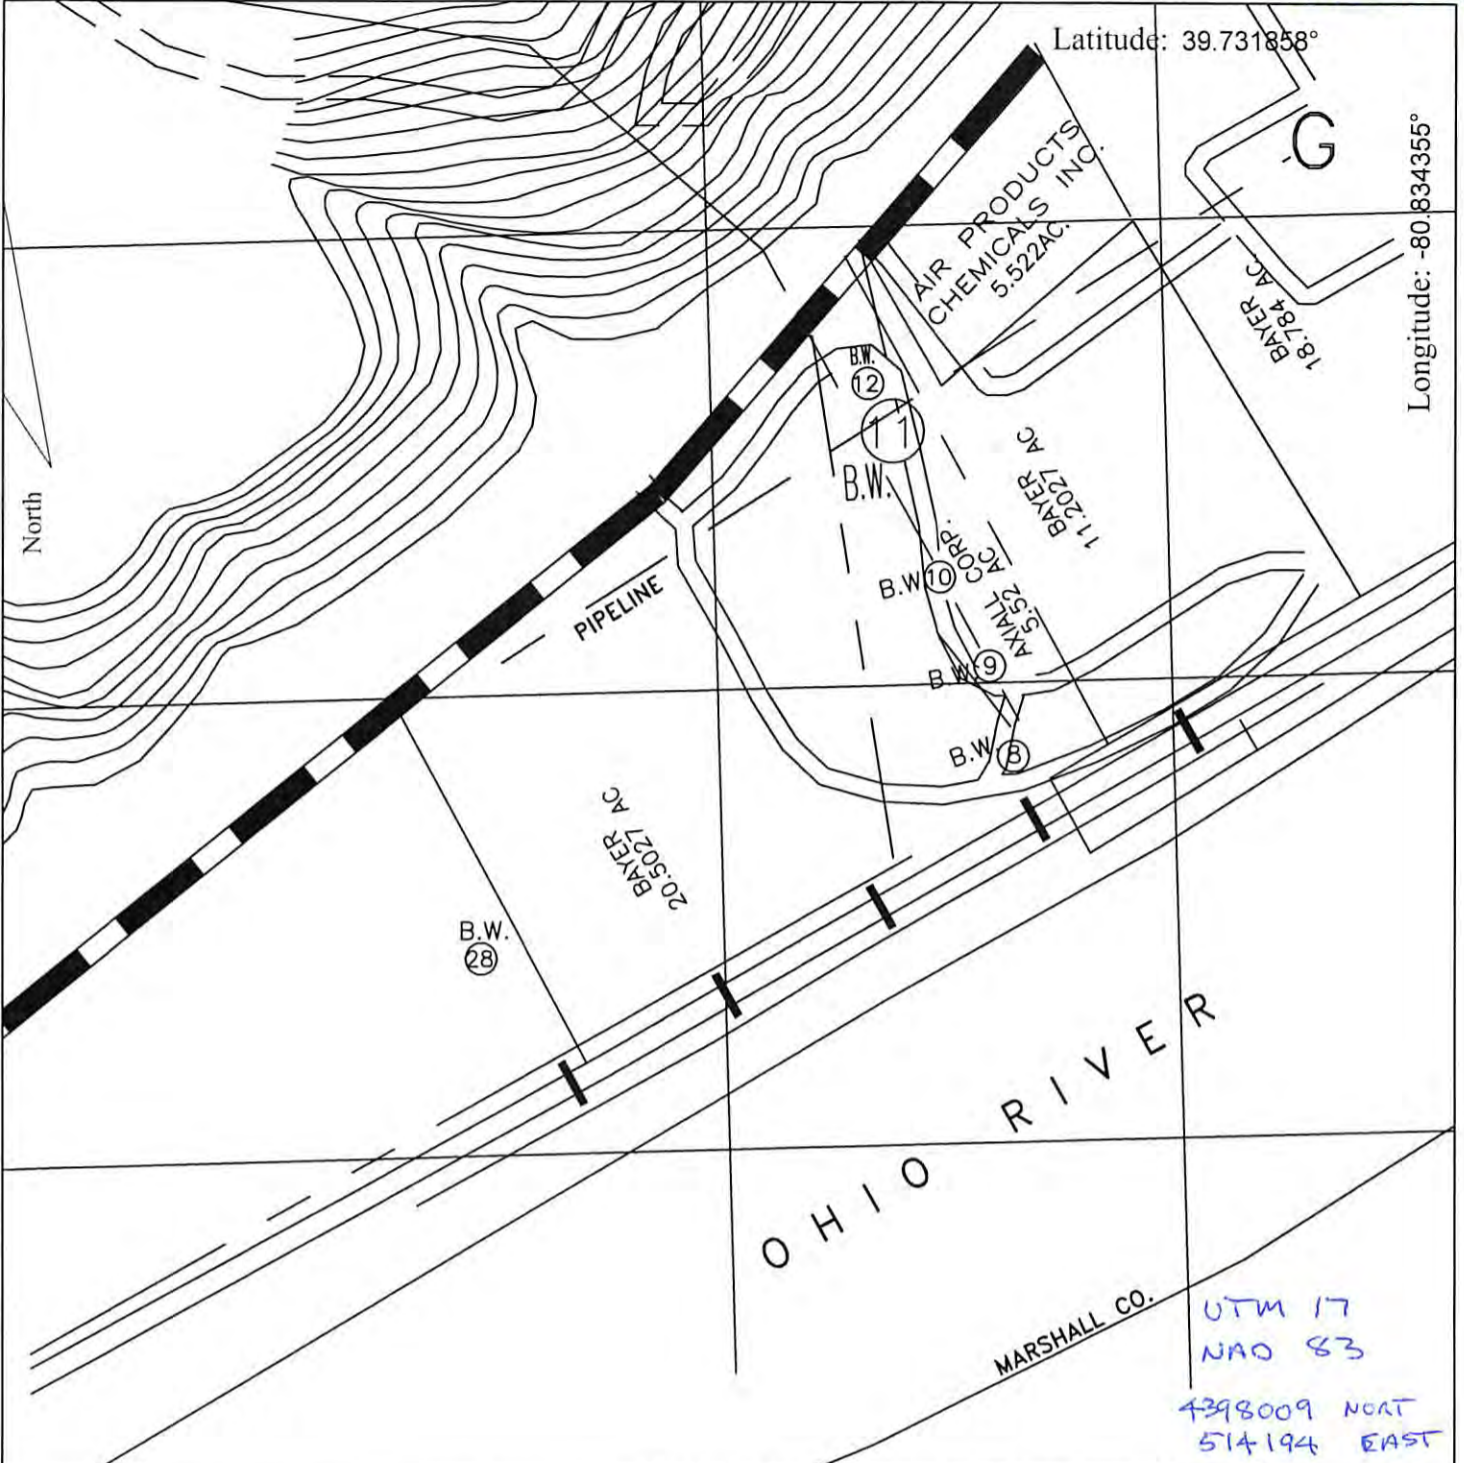 Latitude: 39.731858°
G
Longitude: -80.834355°
AIR PRODUCTS
CHEMICALS INC.
5.522AC.
BAYER AC.
18.784
B.W.
12
11
B.W.
BAYER AC
11.2027
North
B.W.
10
AXIALL CORP.
5.52 AC
PIPELINE
B.W.
9
B.W.
8
BAYER AC
20.5027
B.W.
28
OHIO RIVER
MARSHALL CO.
UTM 17
NAD 83
4398009 NORT
514194 EAST